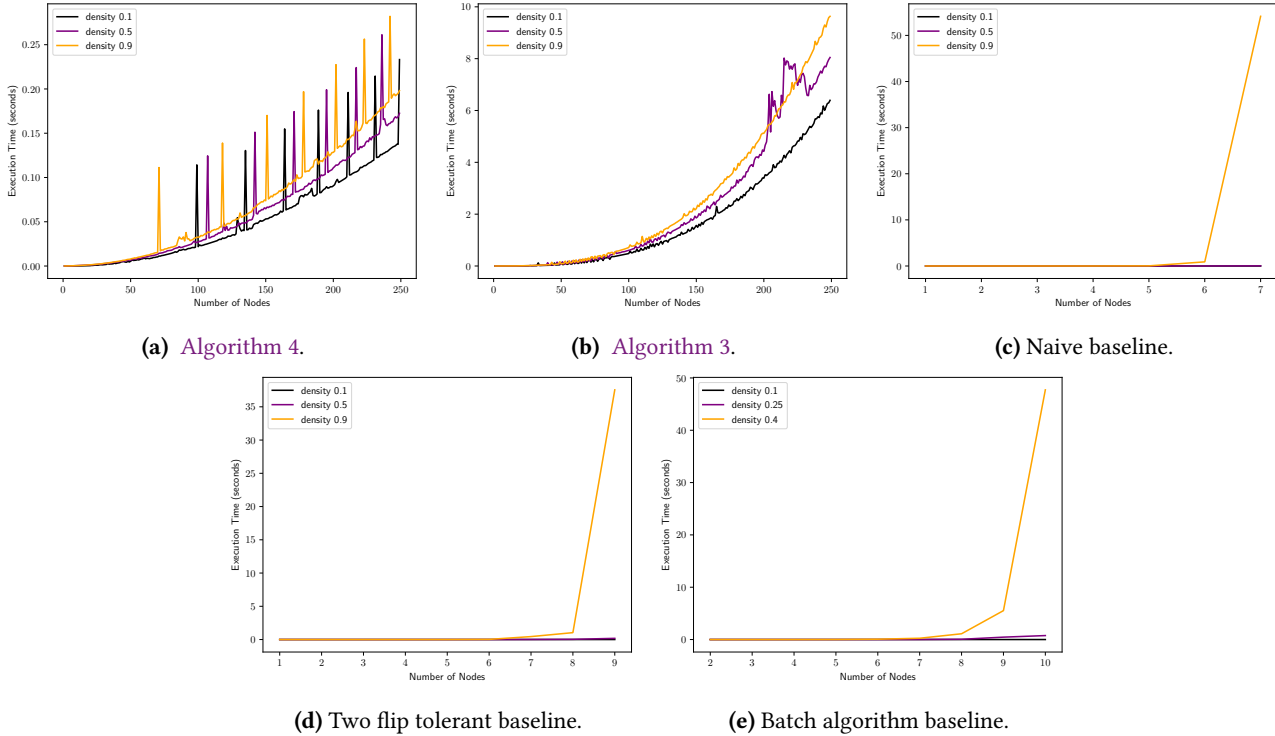 density 0.1
density 0.5
density 0.9
0.25
0.20
0.15
0.10
0.05
0.00
Execution Time (seconds)
0 50 100 150 200 250
Number of Nodes
(a) Algorithm 4.
density 0.1
density 0.5
density 0.9
10
8
6
4
2
0
Execution Time (seconds)
0 50 100 150 200 250
Number of Nodes
(b) Algorithm 3.
density 0.1
density 0.5
density 0.9
50
40
30
20
10
0
Execution Time (seconds)
1 2 3 4 5 6 7
Number of Nodes
(c) Naive baseline.
density 0.1
density 0.5
density 0.9
35
30
25
20
15
10
5
0
Execution Time (seconds)
1 2 3 4 5 6 7 8 9
Number of Nodes
(d) Two flip tolerant baseline.
density 0.1
density 0.25
density 0.4
50
40
30
20
10
0
Execution Time (seconds)
2 3 4 5 6 7 8 9 10
Number of Nodes
(e) Batch algorithm baseline.